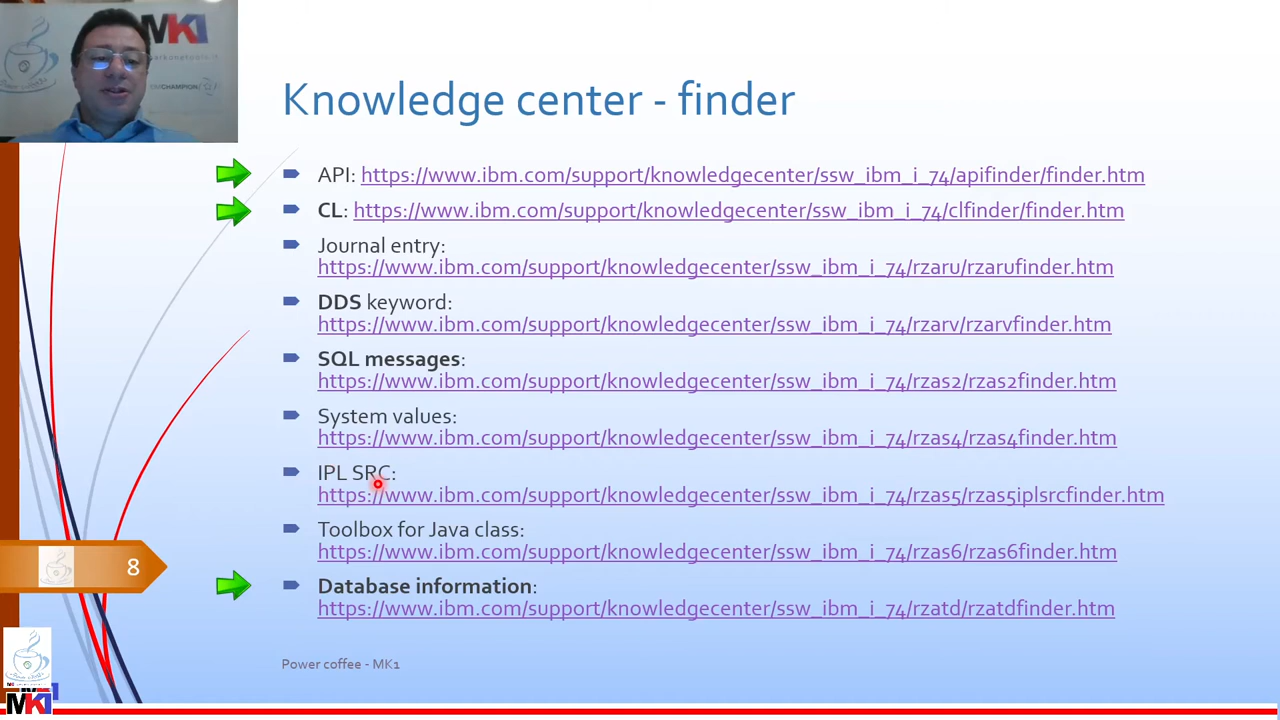 MK1
arkonetools.it
CHAMPION
Knowledge center - finder
API: https://www.ibm.com/support/knowledgecenter/ssw_ibm_i_74/apifinder/finder.htm
CL: https://www.ibm.com/support/knowledgecenter/ssw_ibm_i_74/clfinder/finder.htm
Journal entry:
https://www.ibm.com/support/knowledgecenter/ssw_ibm_i_74/rzaru/rzarufinder.htm
DDS keyword:
https://www.ibm.com/support/knowledgecenter/ssw_ibm_i_74/rzarv/rzarvfinder.htm
SQL messages:
https://www.ibm.com/support/knowledgecenter/ssw_ibm_i_74/rzas2/rzas2finder.htm
System values:
https://www.ibm.com/support/knowledgecenter/ssw_ibm_i_74/rzas4/rzas4finder.htm
IPL SRC:
https://www.ibm.com/support/knowledgecenter/ssw_ibm_i_74/rzas5/rzas5iplsrcfinder.htm
Toolbox for Java class:
https://www.ibm.com/support/knowledgecenter/ssw_ibm_i_74/rzas6/rzas6finder.htm
8
Database information:
https://www.ibm.com/support/knowledgecenter/ssw_ibm_i_74/rzatd/rzatdfinder.htm
Power coffee - MK1
MK1